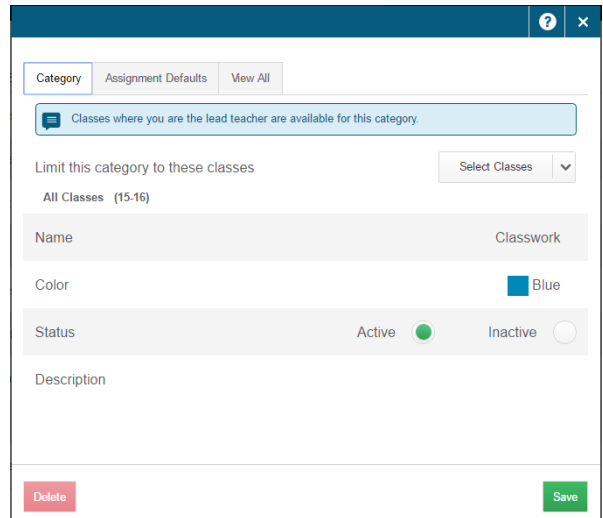 ? ×
Category Assignment Defaults View All
Classes where you are the lead teacher are available for this category.
Limit this category to these classes Select Classes
All Classes (15-16)
Name Classwork
Color Blue
Status Active Inactive
Description
Delete Save